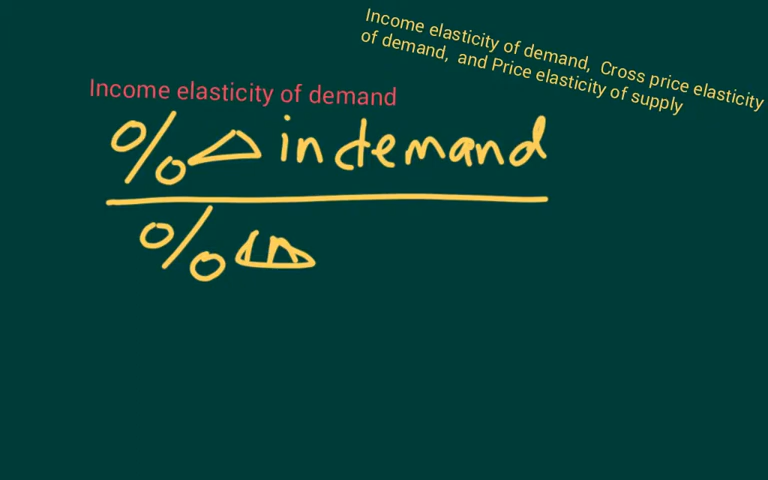 Income elasticity of demand, Cross price elasticity
of demand, and Price elasticity of supply
Income elasticity of demand
%Δ in demand
%Δ